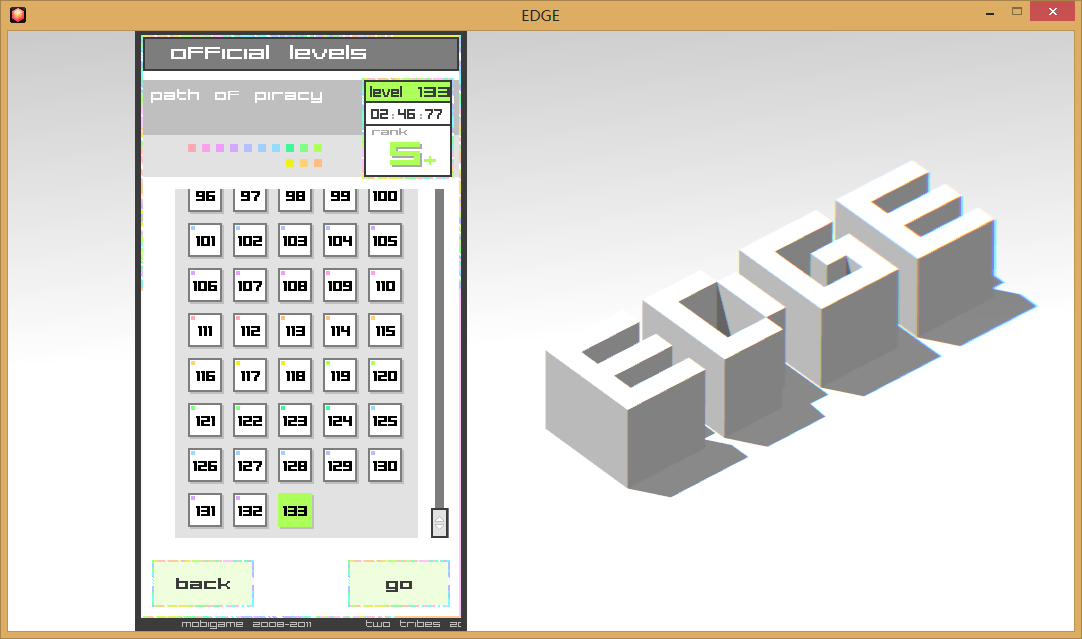 EDGE
official levels
path of piracy
level 133
02:46:77
rank
S+
96 97 98 99 100
101 102 103 104 105
106 107 108 109 110
111 112 113 114 115
116 117 118 119 120
121 122 123 124 125
126 127 128 129 130
131 132 133
back go
mobigame 2008-2011 two tribes 20
EDGE